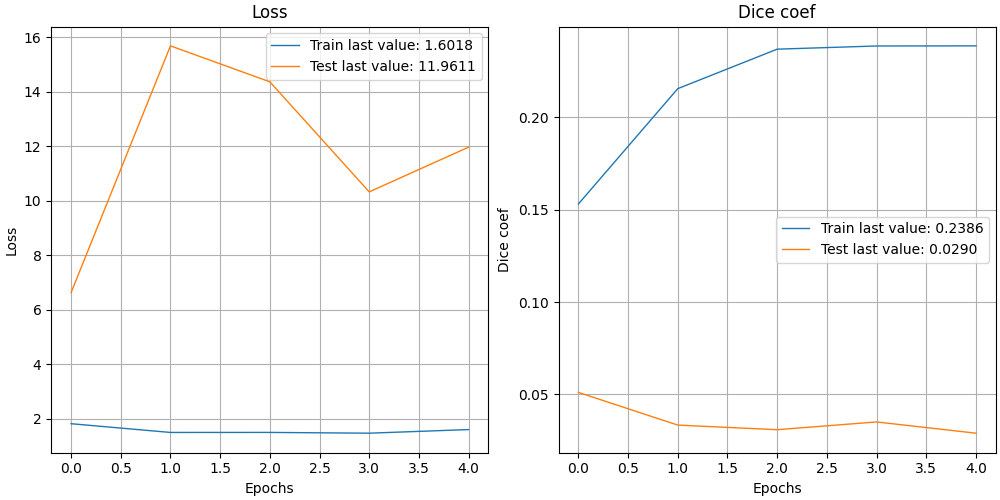 Loss
Train last value: 1.6018
Test last value: 11.9611
16
14
12
10
8
6
4
2
Loss
0.0 0.5 1.0 1.5 2.0 2.5 3.0 3.5 4.0
Epochs
Dice coef
Train last value: 0.2386
Test last value: 0.0290
0.20
0.15
0.10
0.05
Dice coef
0.0 0.5 1.0 1.5 2.0 2.5 3.0 3.5 4.0
Epochs